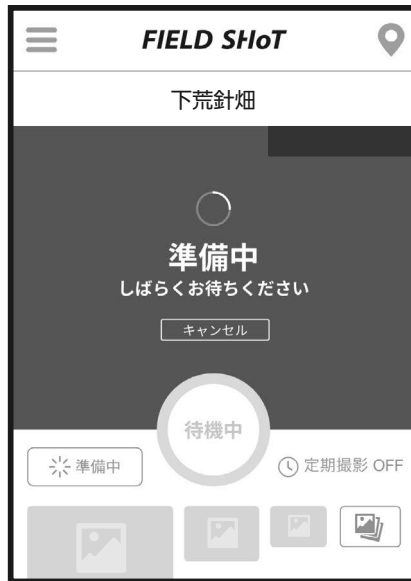 FIELD SHoT
下荒針畑
準備中
しばらくお待ちください
キャンセル
待機中
準備中
定期撮影 OFF